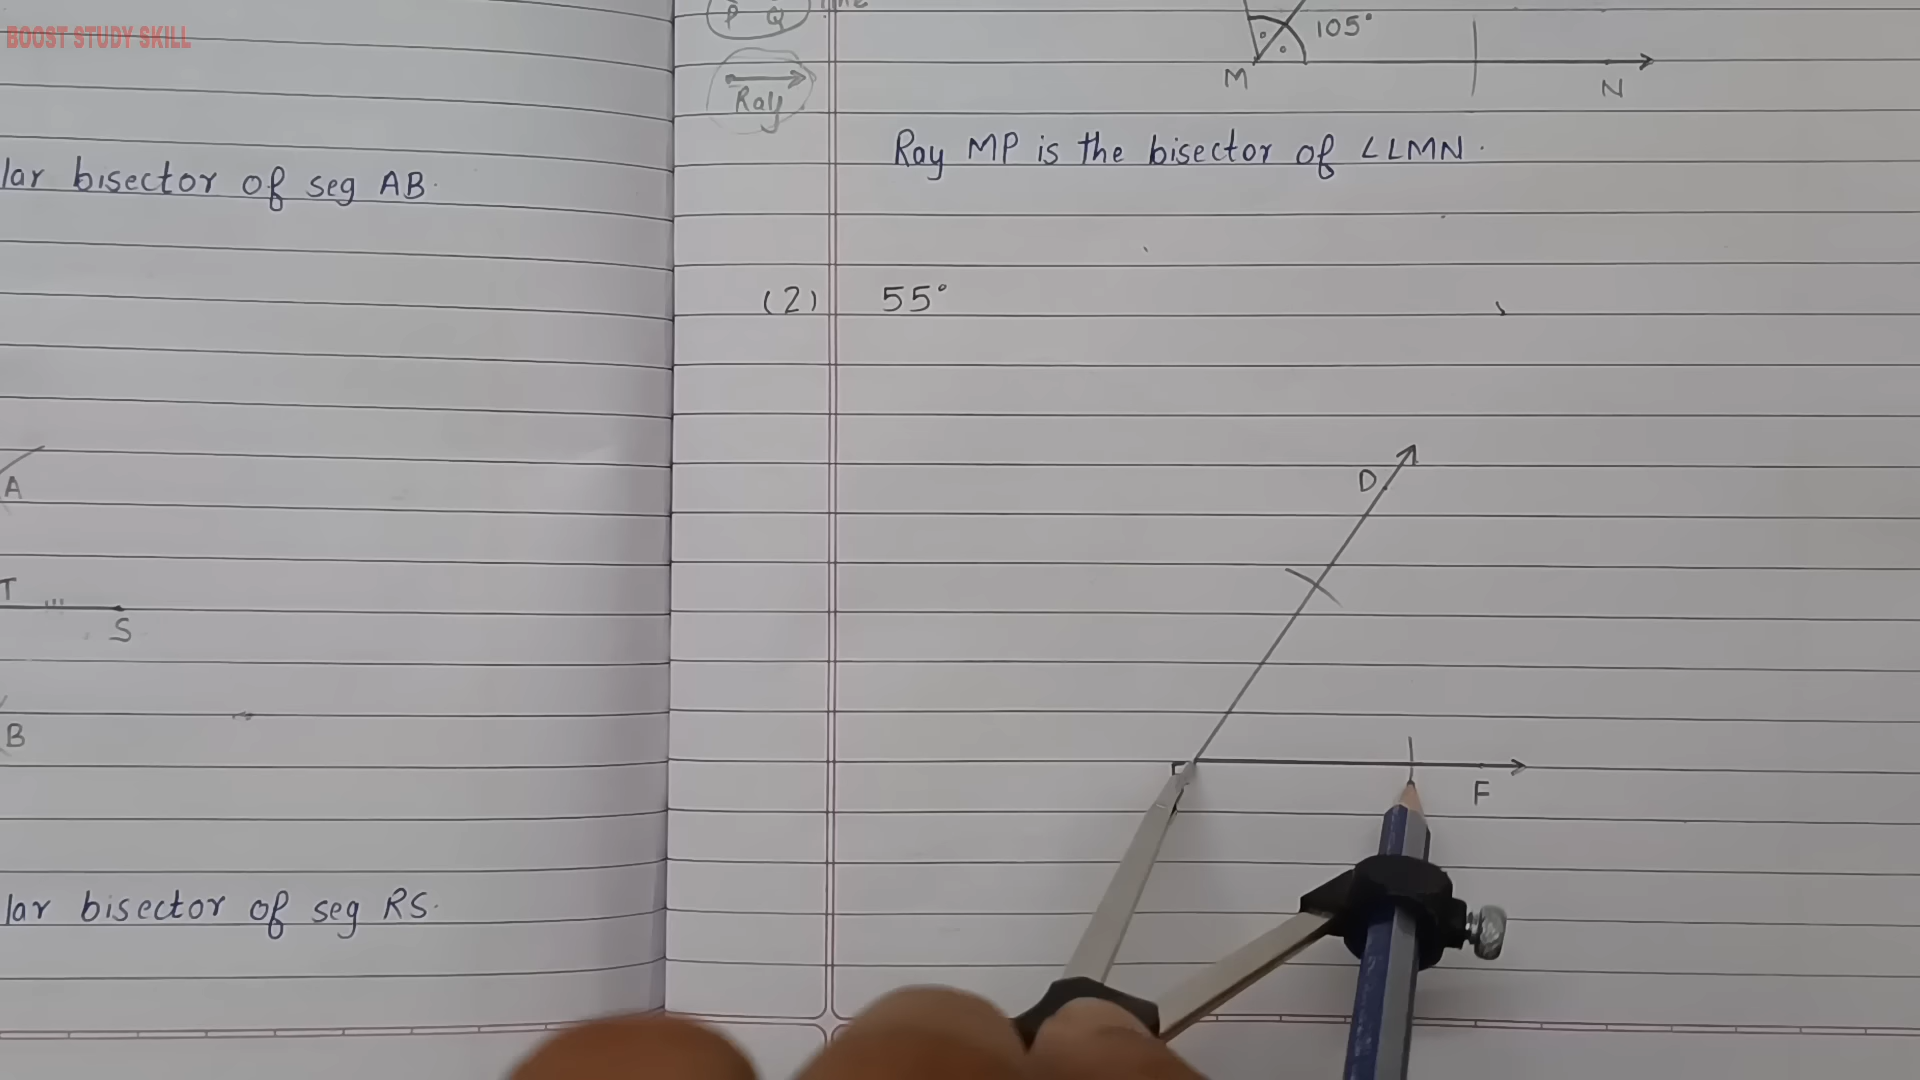 BOOST STUDY SKILL
lar bisector of seg AB.
A
T
S
B
lar bisector of seg RS.
P Q
Ray
105°
M
N
Ray MP is the bisector of ∠LMN.
(2) 55°
D
F